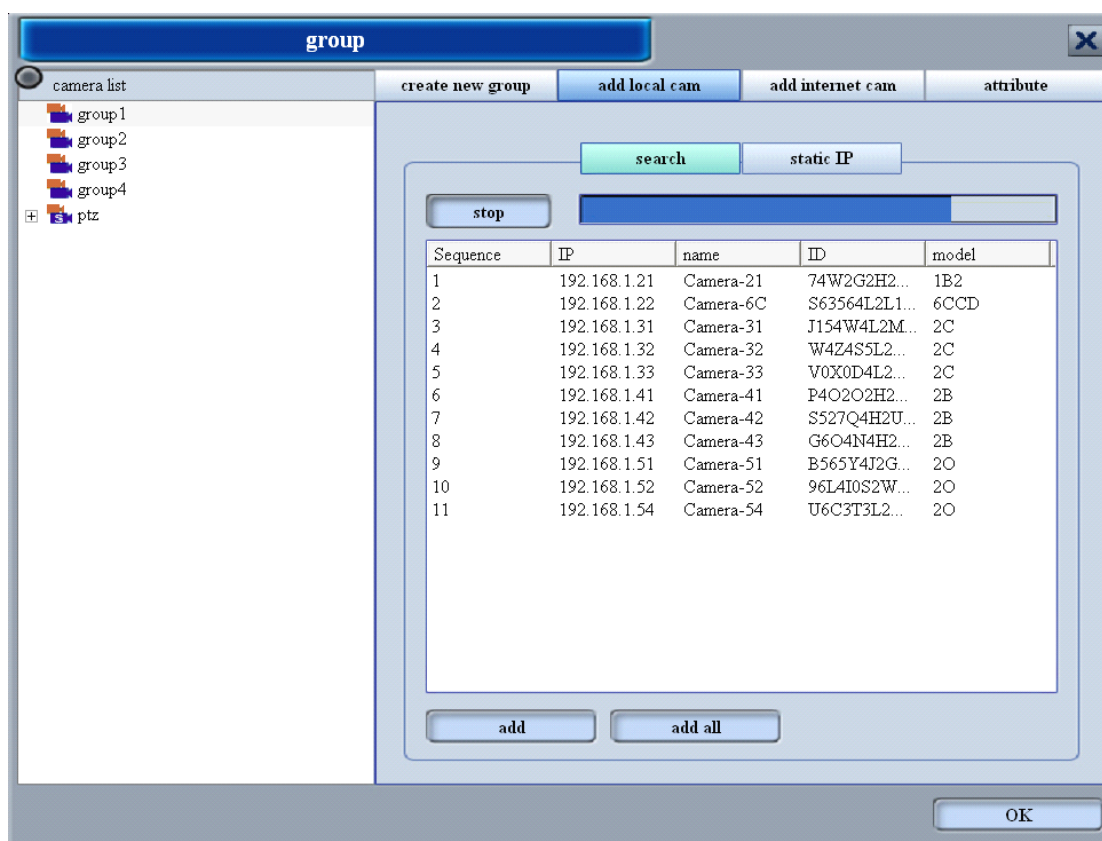 group
camera list
create new group add local cam add internet cam attribute
group1
group2
group3
group4
ptz
search static IP
stop
Sequence IP name ID model
1 192.168.1.21 Camera-21 74W2G2H2... 1B2
2 192.168.1.22 Camera-6C S63564L2L1... 6CCD
3 192.168.1.31 Camera-31 J154W4L2M... 2C
4 192.168.1.32 Camera-32 W4Z4S5L2... 2C
5 192.168.1.33 Camera-33 V0X0D4L2... 2C
6 192.168.1.41 Camera-41 P4O2O2H2... 2B
7 192.168.1.42 Camera-42 S527Q4H2U... 2B
8 192.168.1.43 Camera-43 G6O4N4H2... 2B
9 192.168.1.51 Camera-51 B565Y4J2G... 2O
10 192.168.1.52 Camera-52 96L4I0S2W... 2O
11 192.168.1.54 Camera-54 U6C3T3L2... 2O
add add all
OK